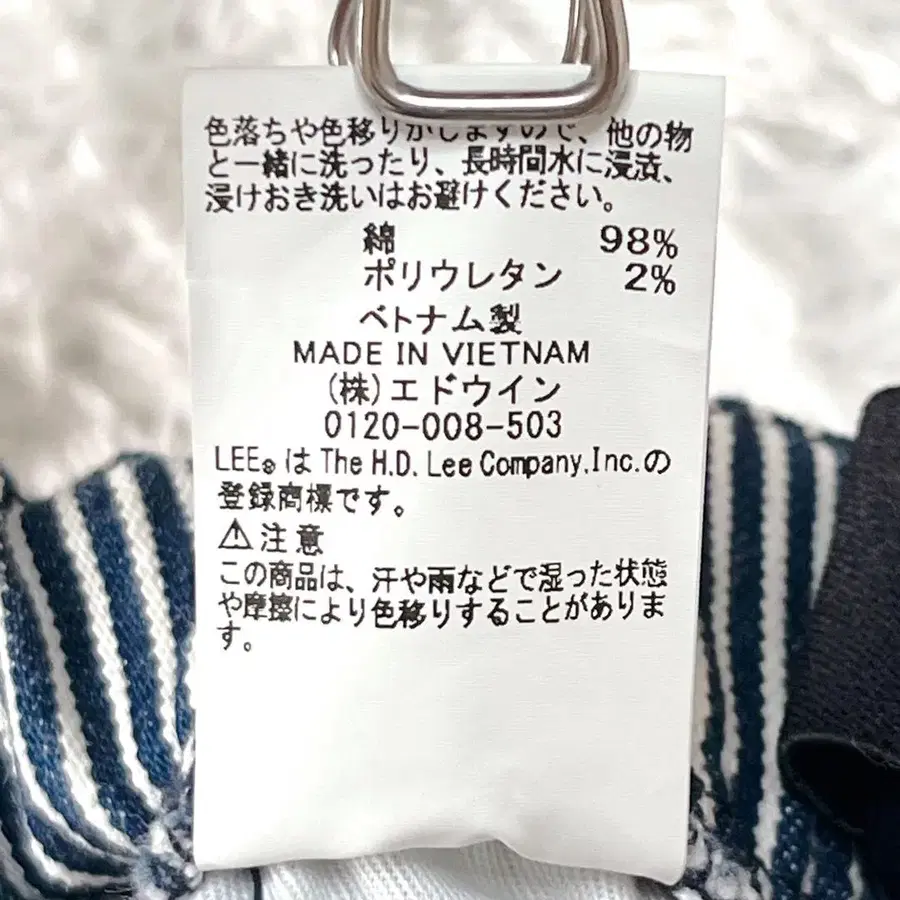 色落ちや色移りがしますので、他の物
と一緒に洗ったり、長時間水に浸漬、
浸けおき洗いはお避けください。
綿 98%
ポリウレタン 2%
ベトナム製
MADE IN VIETNAM
(株)エドウイン
0120-008-503
LEE®は The H.D. Lee Company,Inc.の
登録商標です。
⚠注意
この商品は、汗や雨などで湿った状態
や摩擦により色移りすることがありま
す。